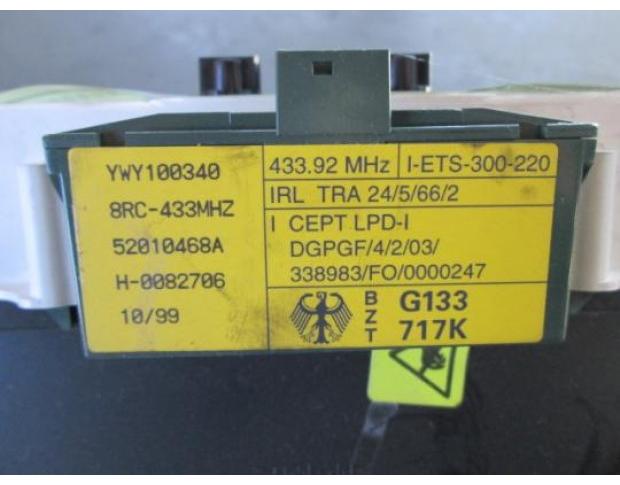 YWY100340
8RC-433MHZ
52010468A
H-0082706
10/99
433.92 MHz
I-ETS-300-220
IRL TRA 24/5/66/2
I CEPT LPD-I
DGPGF/4/2/03/
338983/FO/0000247
BZT
G133
717K